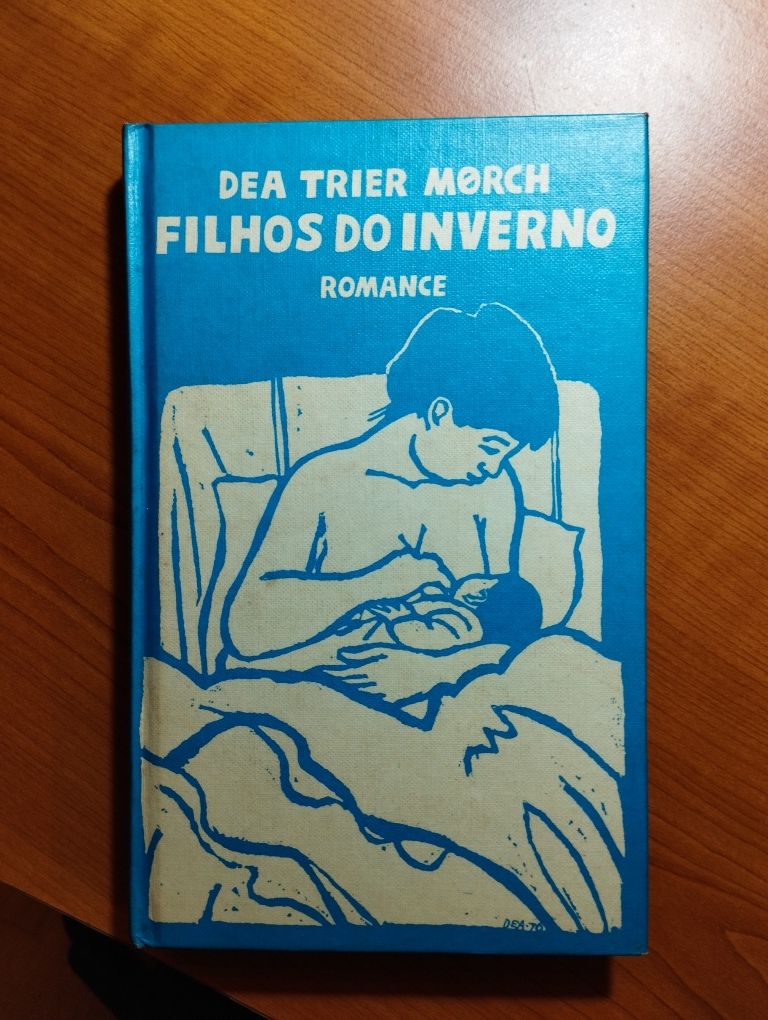 DEA TRIER MØRCH
FILHOS DO INVERNO
ROMANCE